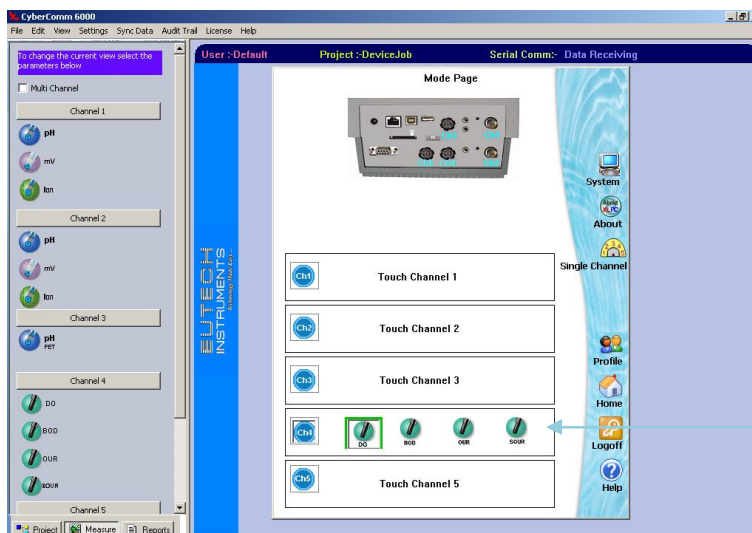 CyberComm 6000
File Edit View Settings Sync Data Audit Trail License Help
To change the current view select the
parameters below
Multi Channel
Channel 1
pH
mV
Ion
Channel 2
pH
mV
Ion
Channel 3
pH
FET
Channel 4
DO
BOD
OUR
SOUR
Channel 5
Project Measure Reports
User :-Default Project :-DeviceJob Serial Comm:- Data Receiving
EUTECH
INSTRUMENTS
Mode Page
Ch1 Touch Channel 1
Ch2 Touch Channel 2
Ch3 Touch Channel 3
Ch4 DO BOD OUR SOUR
Ch5 Touch Channel 5
System
About
Single Channel
Profile
Home
Logoff
Help